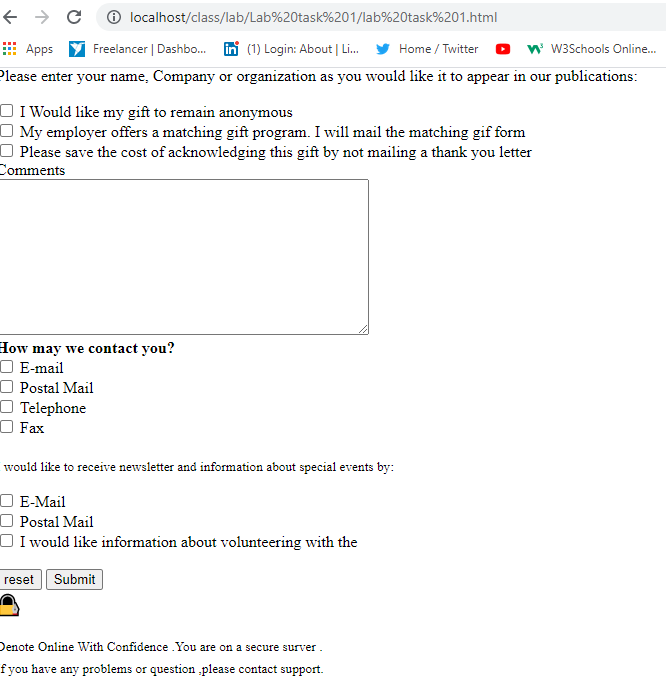 localhost/class/lab/Lab%20task%201/lab%20task%201.html
Apps Freelancer | Dashbo... (1) Login: About | Li... Home / Twitter W3Schools Online...
Please enter your name, Company or organization as you would like it to appear in our publications:
I Would like my gift to remain anonymous
My employer offers a matching gift program. I will mail the matching gif form
Please save the cost of acknowledging this gift by not mailing a thank you letter
Comments
How may we contact you?
E-mail
Postal Mail
Telephone
Fax
would like to receive newsletter and information about special events by:
E-Mail
Postal Mail
I would like information about volunteering with the
reset Submit
Denote Online With Confidence .You are on a secure surver .
If you have any problems or question ,please contact support.